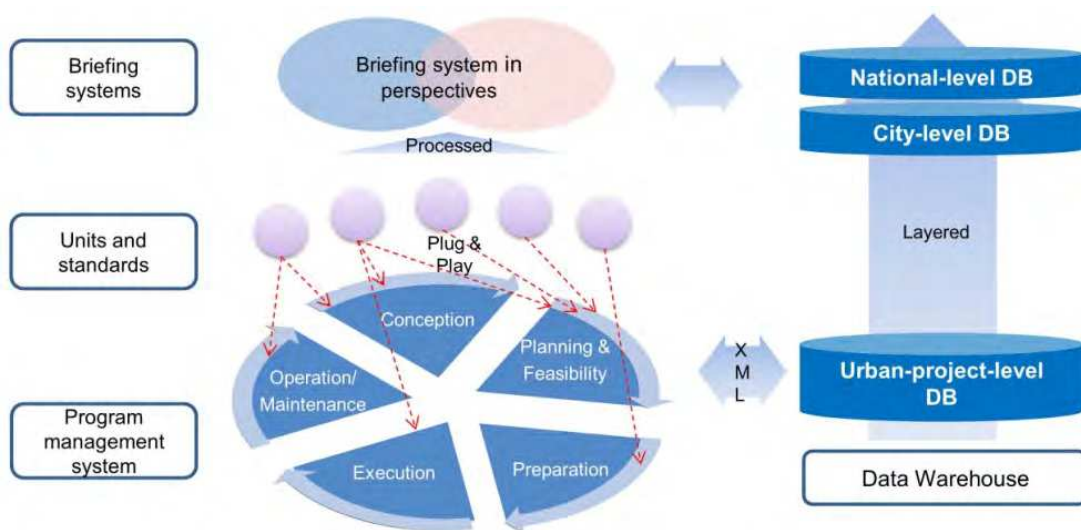 Briefing
systems
Briefing system in
perspectives
Processed
National-level DB
City-level DB
Units and
standards
Plug &
Play
Layered
Conception
Planning &
Feasibility
Operation/
Maintenance
Execution
Preparation
X
M
L
Urban-project-level
DB
Program
management
system
Data Warehouse